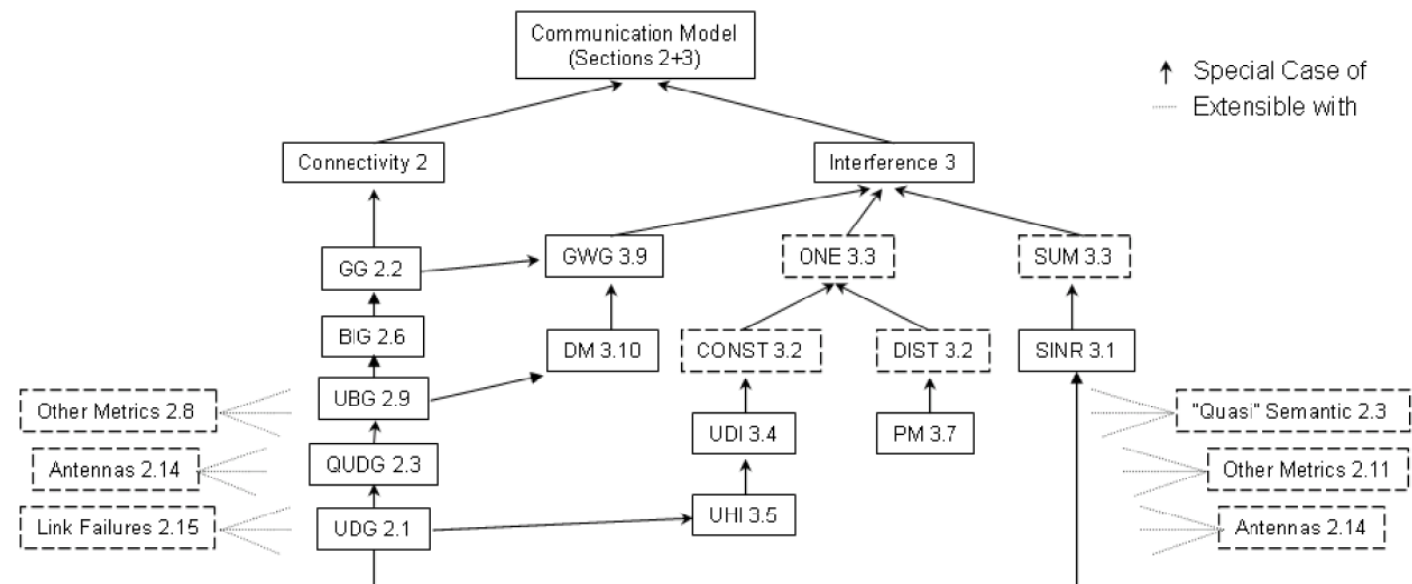 Communication Model
(Sections 2+3)
Special Case of
Extensible with
Connectivity 2
Interference 3
GG 2.2
GWG 3.9
ONE 3.3
SUM 3.3
BIG 2.6
DM 3.10
CONST 3.2
DIST 3.2
SINR 3.1
Other Metrics 2.8
UBG 2.9
"Quasi" Semantic 2.3
UDI 3.4
PM 3.7
Antennas 2.14
QUDG 2.3
Other Metrics 2.11
Link Failures 2.15
UDG 2.1
UHI 3.5
Antennas 2.14